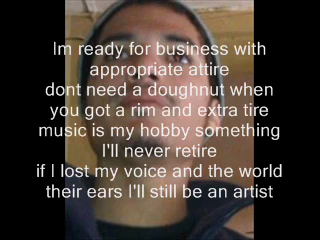 Im ready for business with
appropriate attire
dont need a doughnut when
you got a rim and extra tire
music is my hobby something
I'll never retire
if I lost my voice and the world
their ears I'll still be an artist